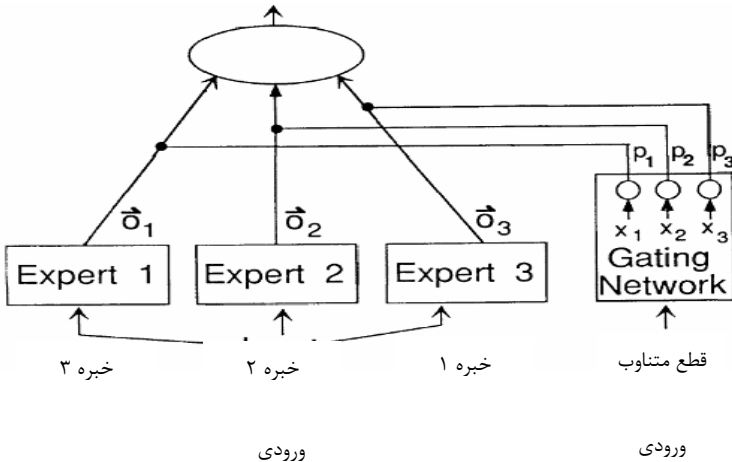 p1 p2 p3
o1 o2 o3
x1 x2 x3
Expert 1 Expert 2 Expert 3
Gating
Network
خبره ۳ خبره ۲ خبره ۱ قطع متناوب
ورودی ورودی